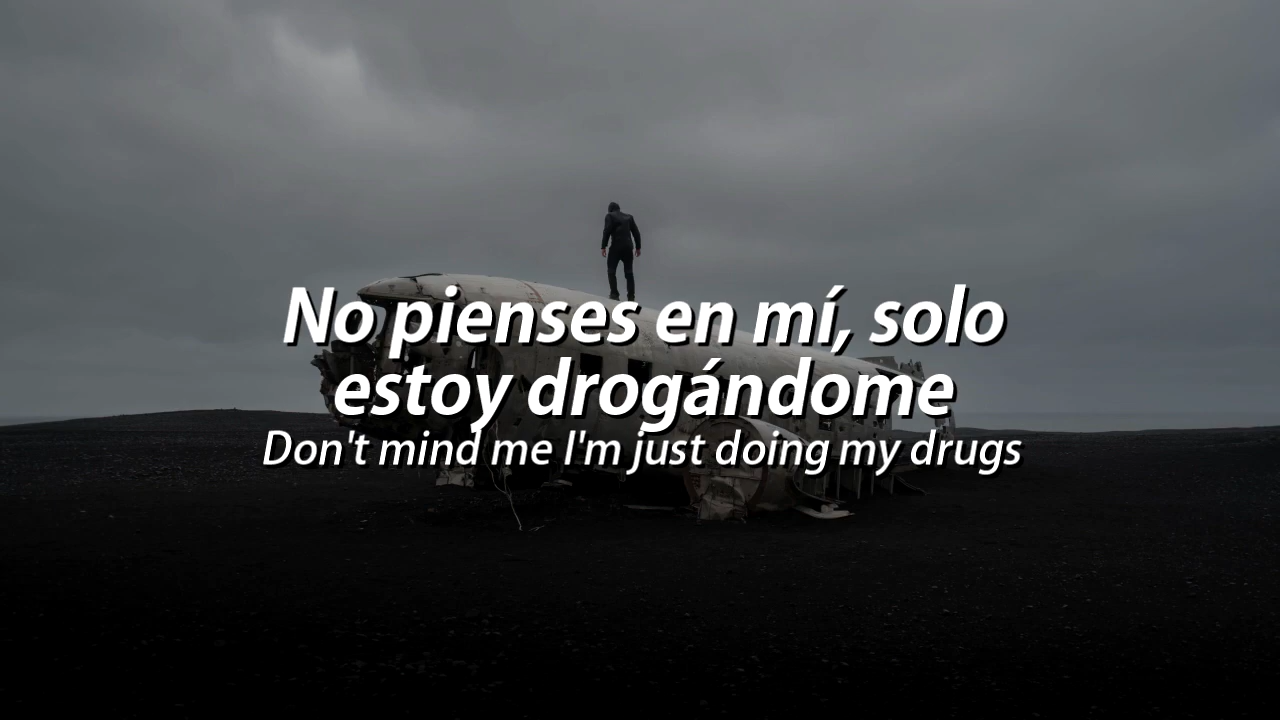 No pienses en mí, solo
estoy drogándome
Don't mind me I'm just doing my drugs